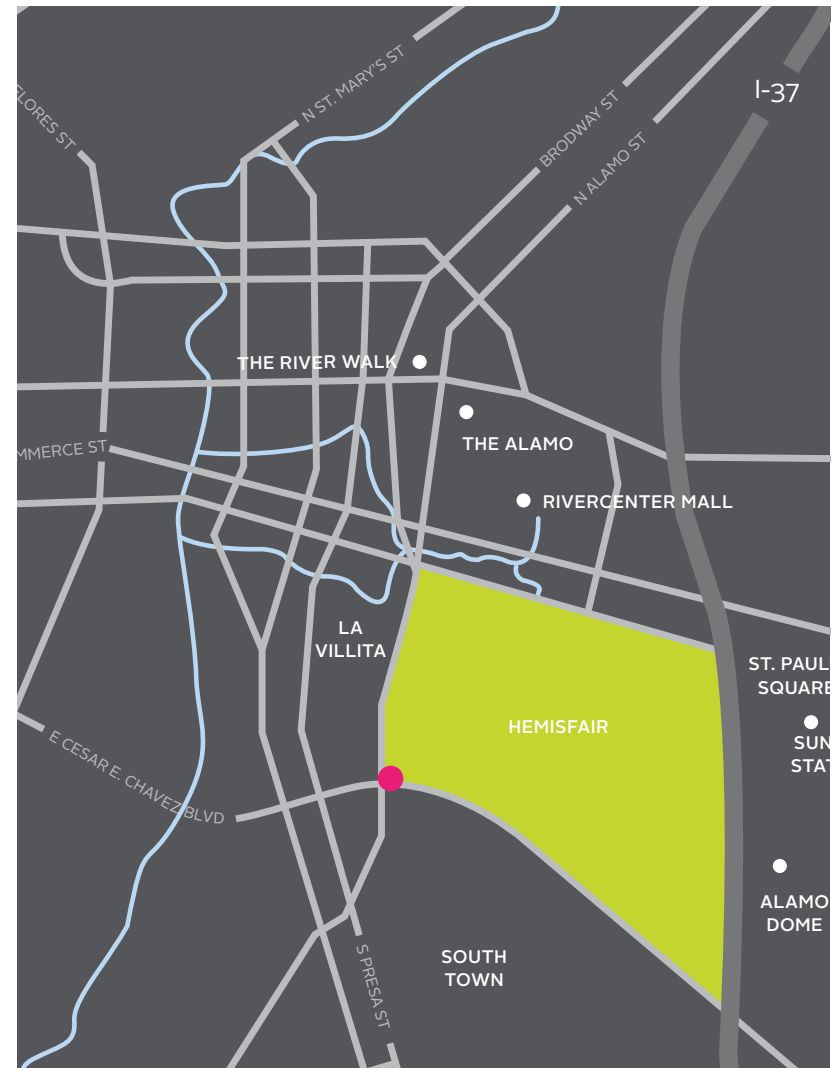 N ST. MARY'S ST
I-37
FLORES ST
BRODWAY ST
N ALAMO ST
THE RIVER WALK
THE ALAMO
MMERCE ST
RIVERCENTER MALL
LA
VILLITA
ST. PAUL
SQUARE
HEMISFAIR
SUN
STAT
E CESAR E. CHAVEZ BLVD
ALAMO
DOME
SOUTH
TOWN
S PRESA ST